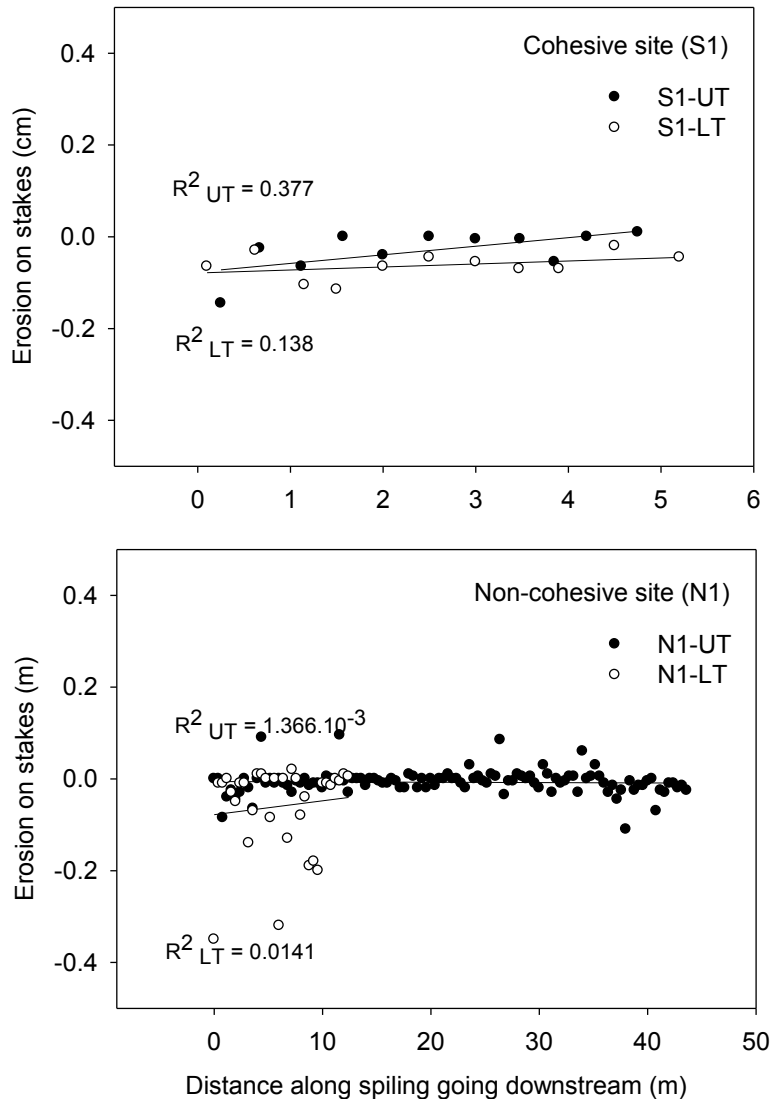 Cohesive site (S1)
S1-UT
S1-LT
R2 UT = 0.377
R2 LT = 0.138
Erosion on stakes (cm)
0.4
0.2
0.0
-0.2
-0.4
0 1 2 3 4 5 6
Non-cohesive site (N1)
N1-UT
N1-LT
R2 UT = 1.366.10-3
R2 LT = 0.0141
Erosion on stakes (m)
0.4
0.2
0.0
-0.2
-0.4
0 10 20 30 40 50
Distance along spiling going downstream (m)